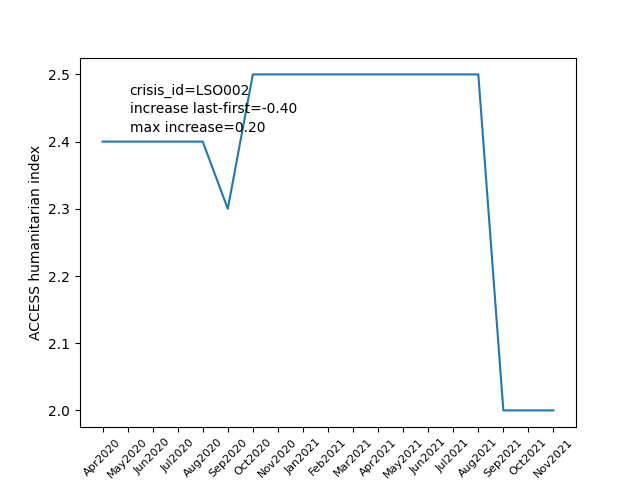 2.5
2.4
2.3
2.2
2.1
2.0
ACCESS humanitarian index
crisis_id=LSO002
increase last-first=-0.40
max increase=0.20
Apr2020
May2020
Jun2020
Jul2020
Aug2020
Sep2020
Oct2020
Nov2020
Jan2021
Feb2021
Mar2021
Apr2021
May2021
Jun2021
Jul2021
Aug2021
Sep2021
Oct2021
Nov2021